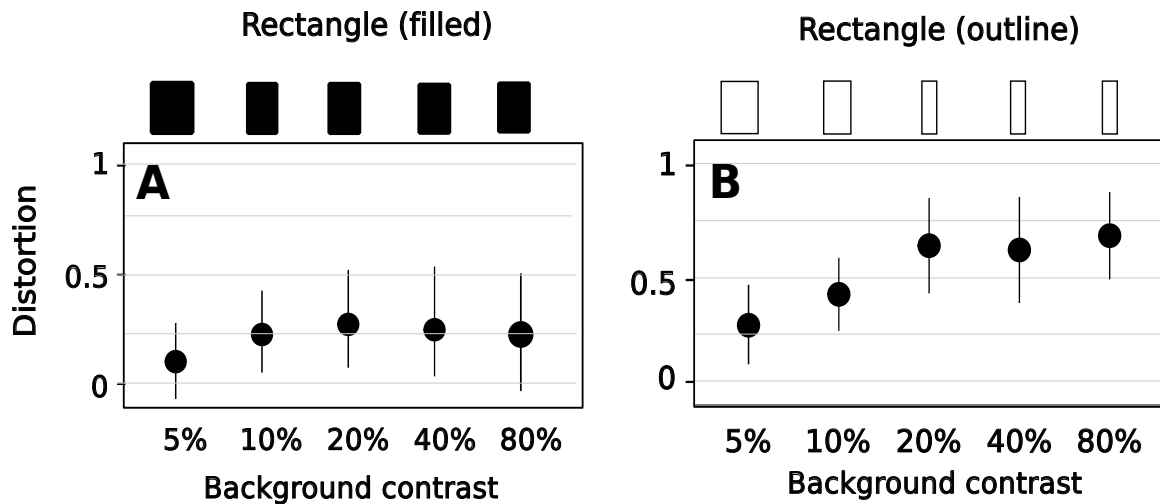 Rectangle (filled)
Rectangle (outline)
A
Distortion
1
0.5
0
5% 10% 20% 40% 80%
Background contrast
B
1
0.5
0
5% 10% 20% 40% 80%
Background contrast